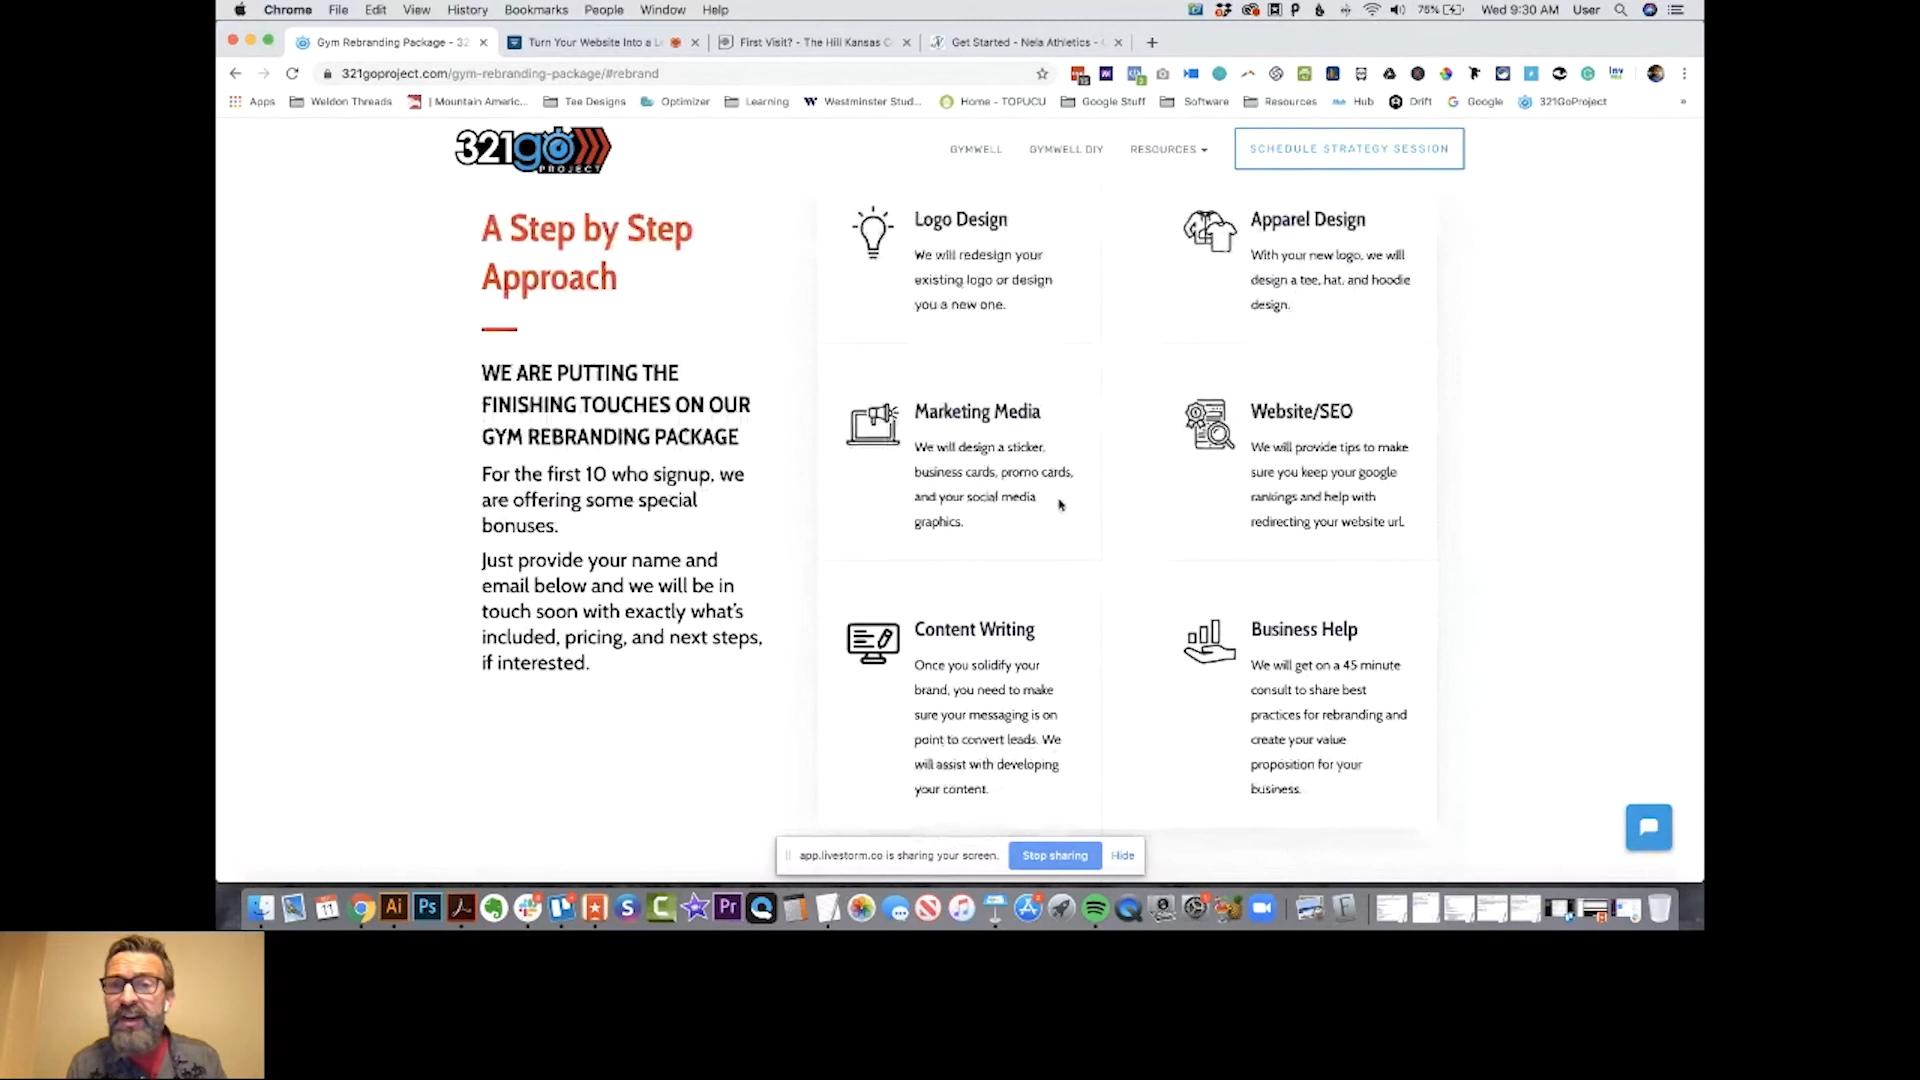 Chrome File Edit View History Bookmarks People Window Help
75% Wed 9:30 AM User
Gym Rebranding Package - 32
Turn Your Website Into a L
First Visit? - The Hill Kansas C
Get Started - Nela Athletics -
321goproject.com/gym-rebranding-package/#rebrand
Apps Weldon Threads | Mountain Americ... Tee Designs Optimizer Learning Westminster Stud... Home - TOPUCU Google Stuff Software Resources Hub Drift Google 321GoProject »
321go
PROJECT
GYMWELL GYMWELL DIY RESOURCES SCHEDULE STRATEGY SESSION
A Step by Step
Approach
WE ARE PUTTING THE
FINISHING TOUCHES ON OUR
GYM REBRANDING PACKAGE
For the first 10 who signup, we
are offering some special
bonuses.
Just provide your name and
email below and we will be in
touch soon with exactly what's
included, pricing, and next steps,
if interested.
Logo Design
We will redesign your
existing logo or design
you a new one.
Apparel Design
With your new logo, we will
design a tee, hat, and hoodie
design.
Marketing Media
We will design a sticker,
business cards, promo cards,
and your social media
graphics.
Website/SEO
We will provide tips to make
sure you keep your google
rankings and help with
redirecting your website url.
Content Writing
Once you solidify your
brand, you need to make
sure your messaging is on
point to convert leads. We
will assist with developing
your content.
Business Help
We will get on a 45 minute
consult to share best
practices for rebranding and
create your value
proposition for your
business.
app.livestorm.co is sharing your screen. Stop sharing Hide
Ai Ps Pr